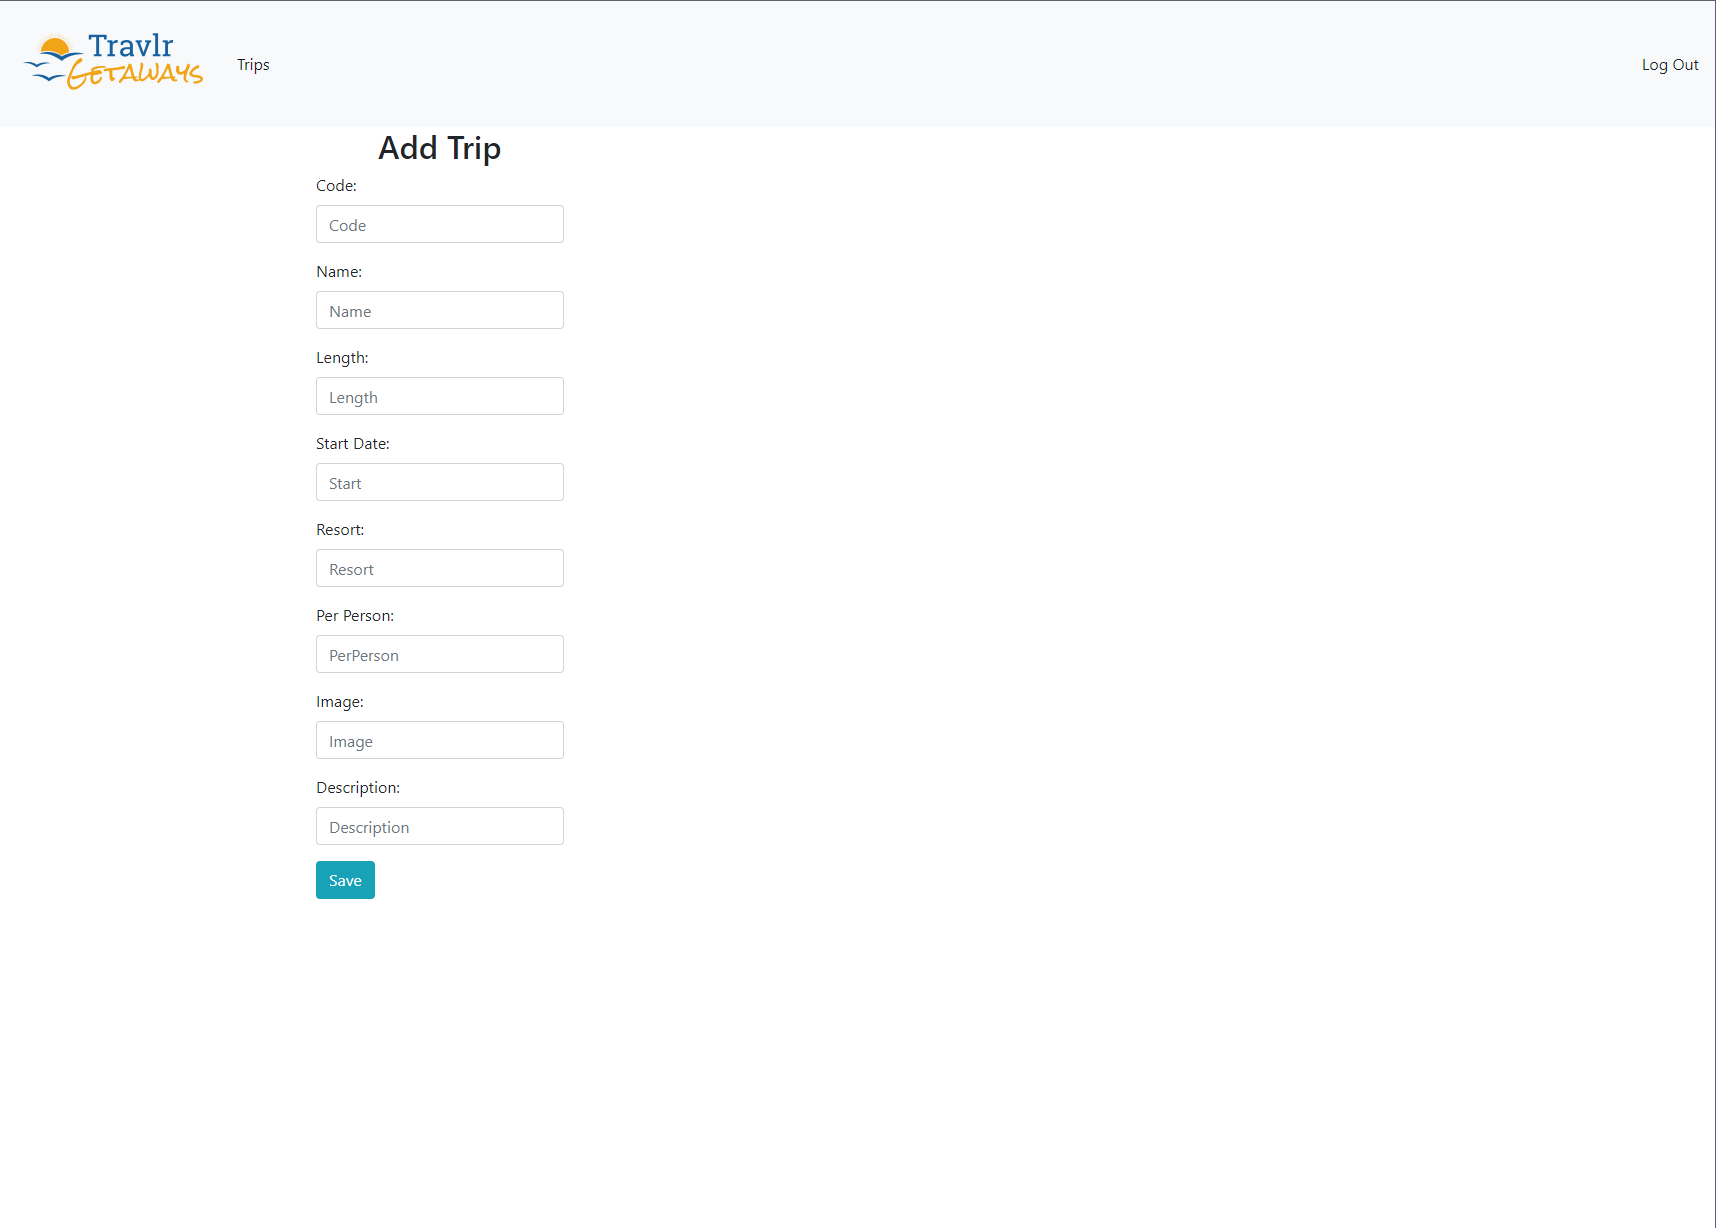 Travlr
GETAWAYS
Trips
Log Out
Add Trip
Code:
Code
Name:
Name
Length:
Length
Start Date:
Start
Resort:
Resort
Per Person:
PerPerson
Image:
Image
Description:
Description
Save